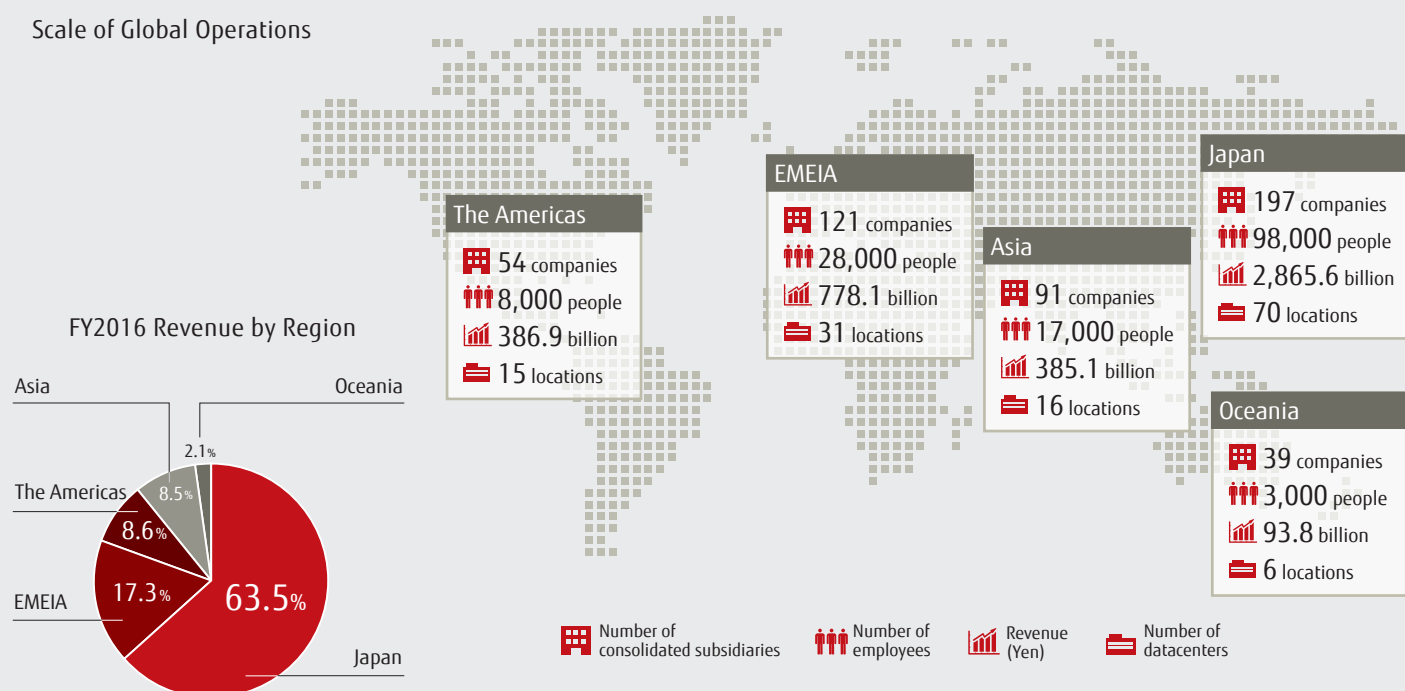 Scale of Global Operations
The Americas
54 companies
8,000 people
386.9 billion
15 locations
EMEIA
121 companies
28,000 people
778.1 billion
31 locations
Asia
91 companies
17,000 people
385.1 billion
16 locations
Japan
197 companies
98,000 people
2,865.6 billion
70 locations
Oceania
39 companies
3,000 people
93.8 billion
6 locations
FY2016 Revenue by Region
Asia
Oceania
2.1%
The Americas
8.5%
8.6%
EMEIA
17.3%
63.5%
Japan
Number of
consolidated subsidiaries
Number of
employees
Revenue
(Yen)
Number of
datacenters